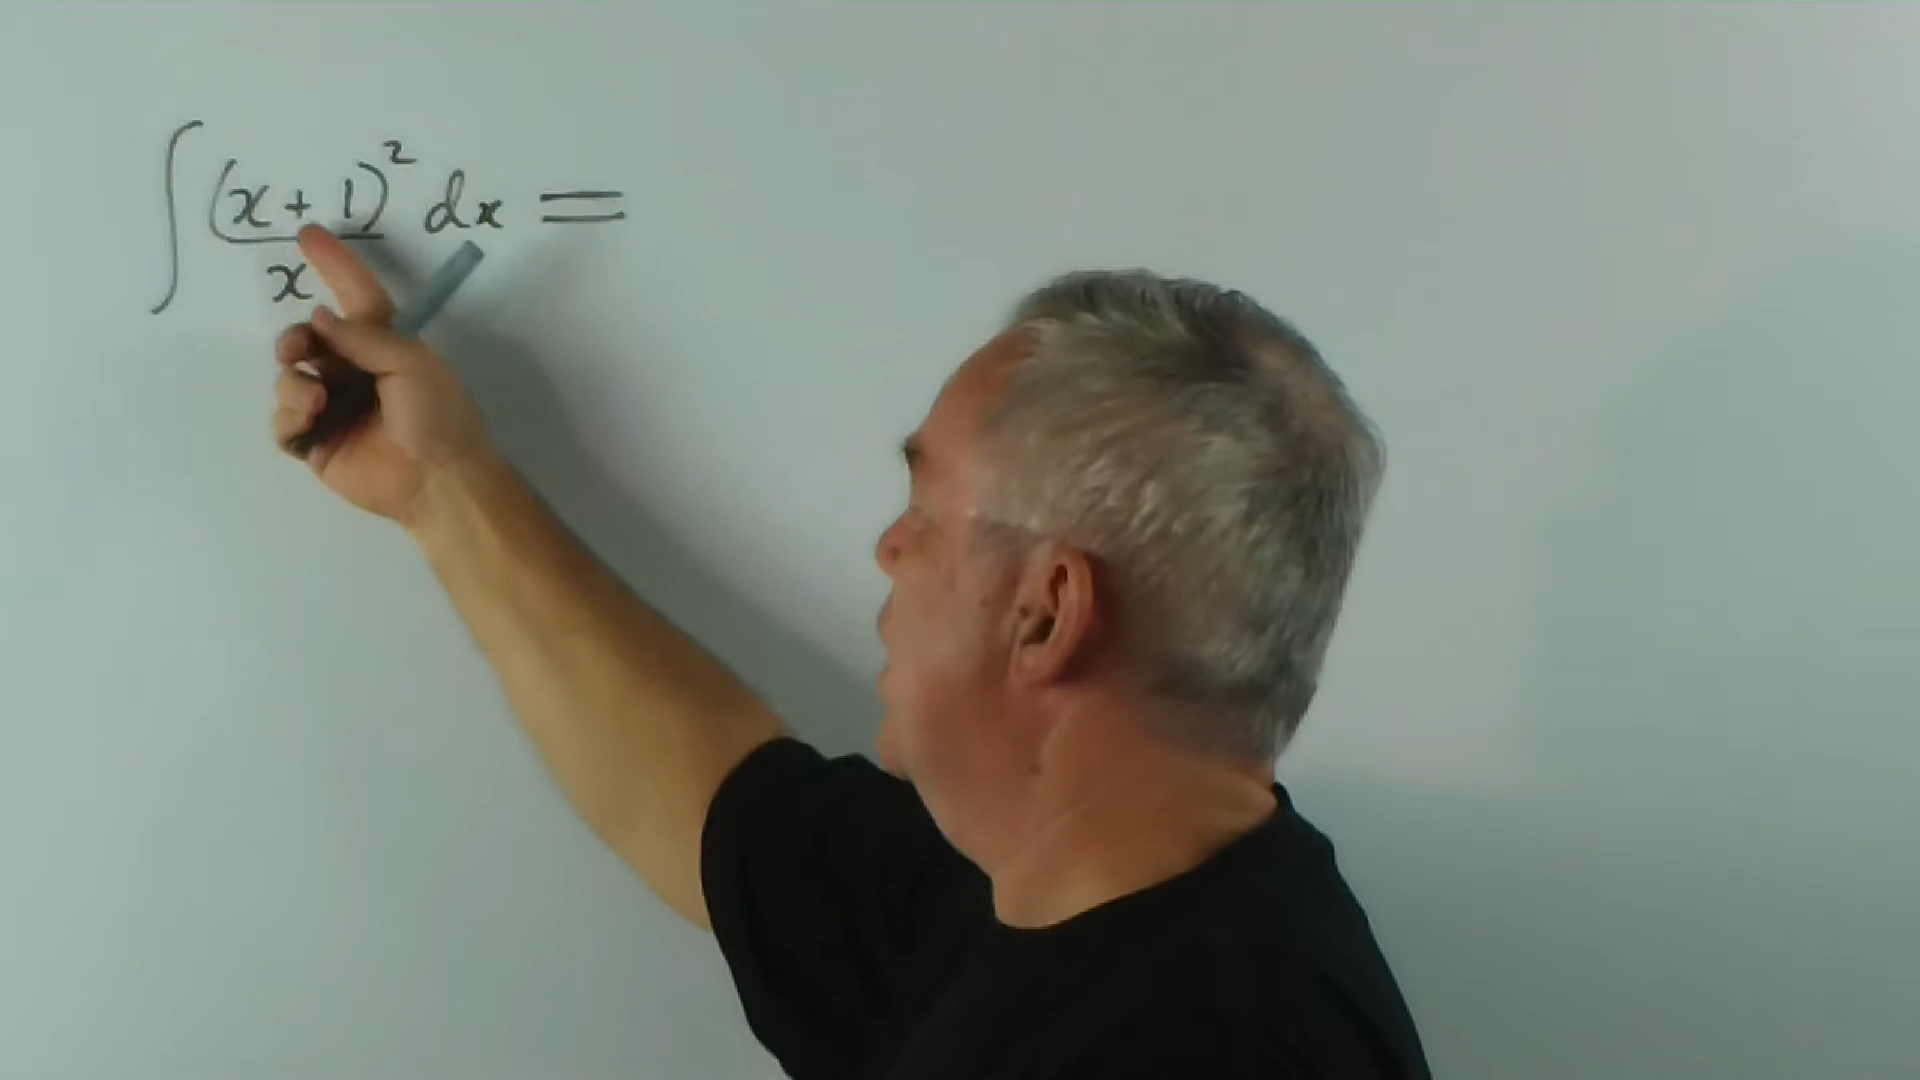 ∫ (x+1)² / x dx =